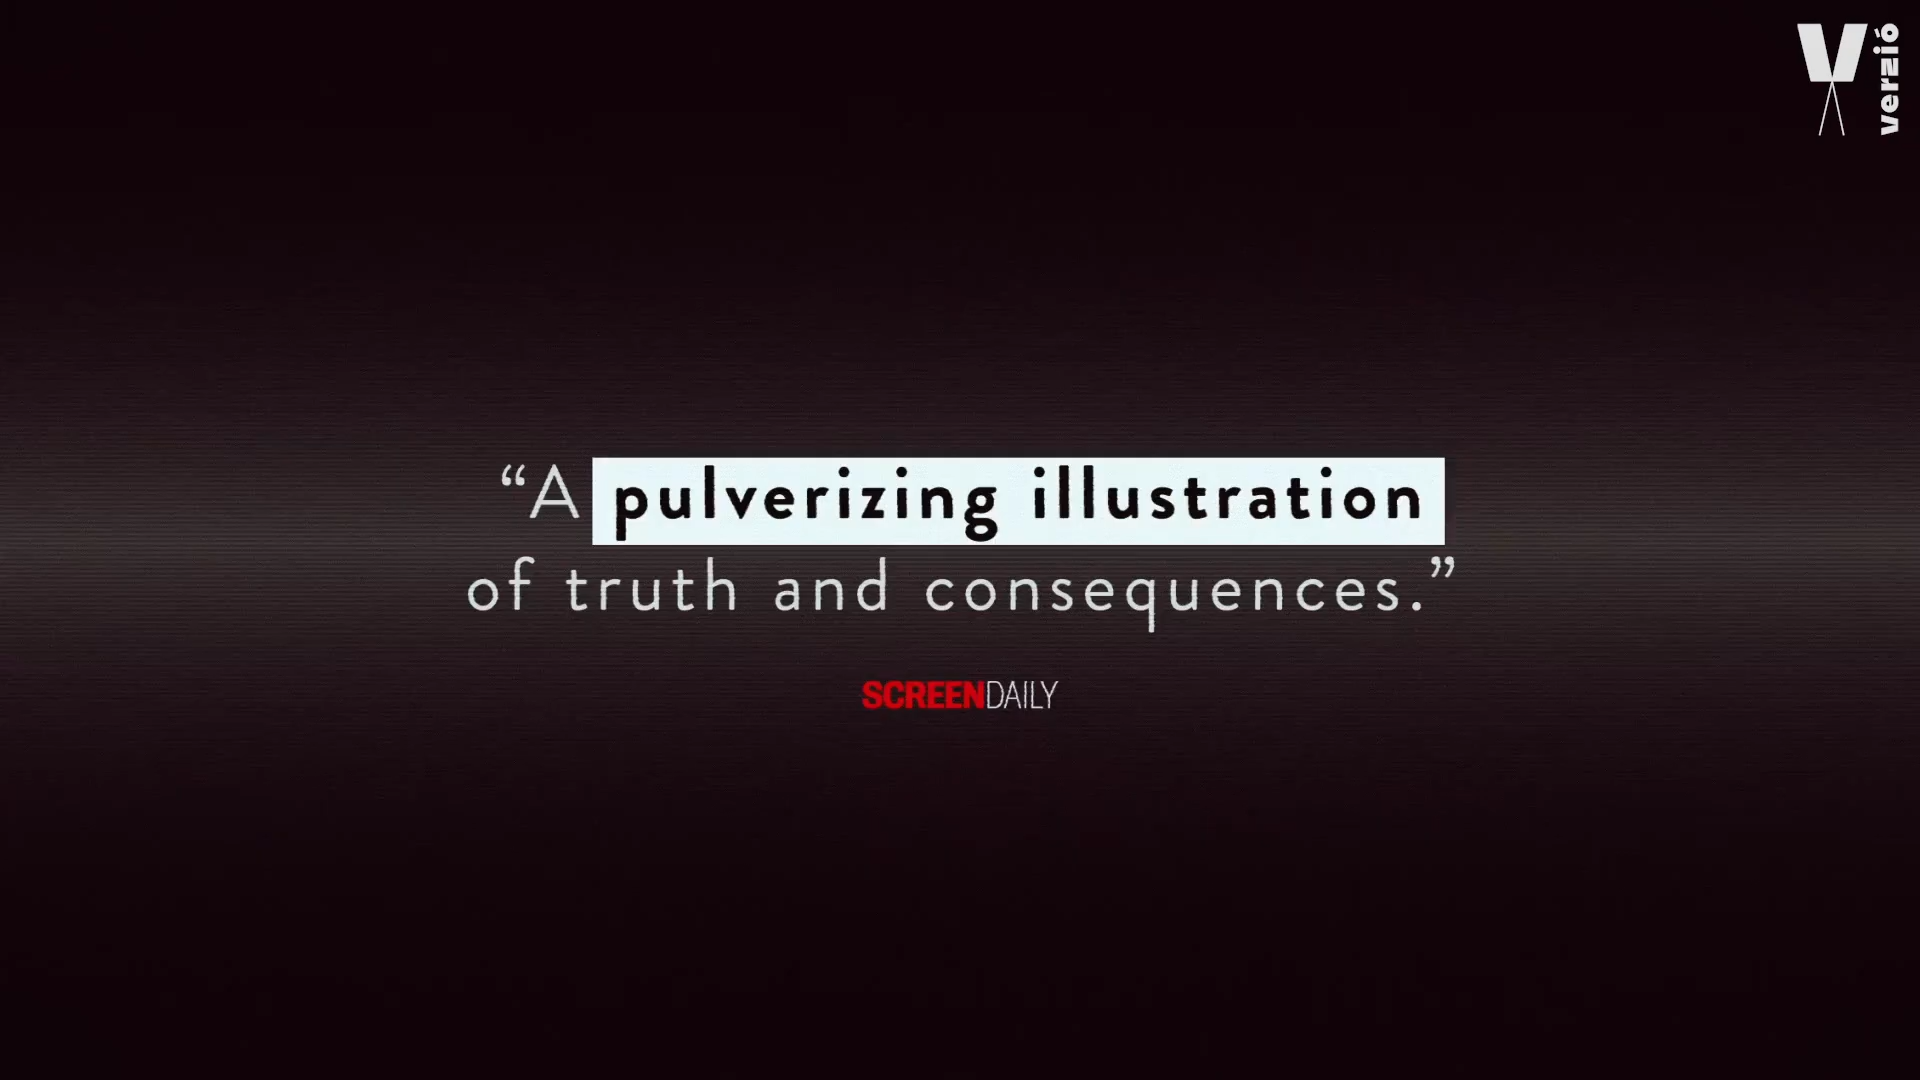 “A pulverizing illustration
of truth and consequences.”
SCREENDAILY
V verzió